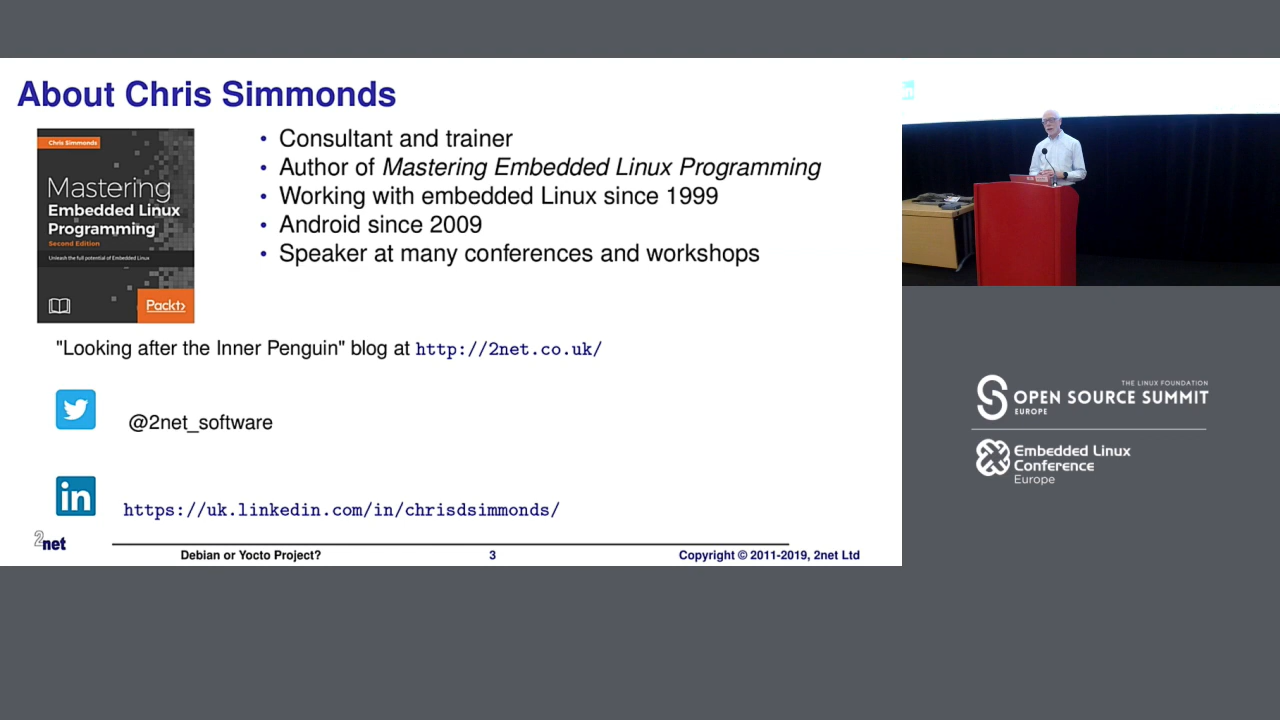 About Chris Simmonds
Chris Simmonds
Mastering
Embedded Linux
Programming
Second Edition
Unleash the full potential of Embedded Linux
Packt>
• Consultant and trainer
• Author of Mastering Embedded Linux Programming
• Working with embedded Linux since 1999
• Android since 2009
• Speaker at many conferences and workshops
"Looking after the Inner Penguin" blog at http://2net.co.uk/
@2net_software
in
https://uk.linkedin.com/in/chrisdsimmonds/
2net
Debian or Yocto Project?
3
Copyright © 2011-2019, 2net Ltd
THE LINUX FOUNDATION
OPEN SOURCE SUMMIT
EUROPE
Embedded Linux
Conference
Europe